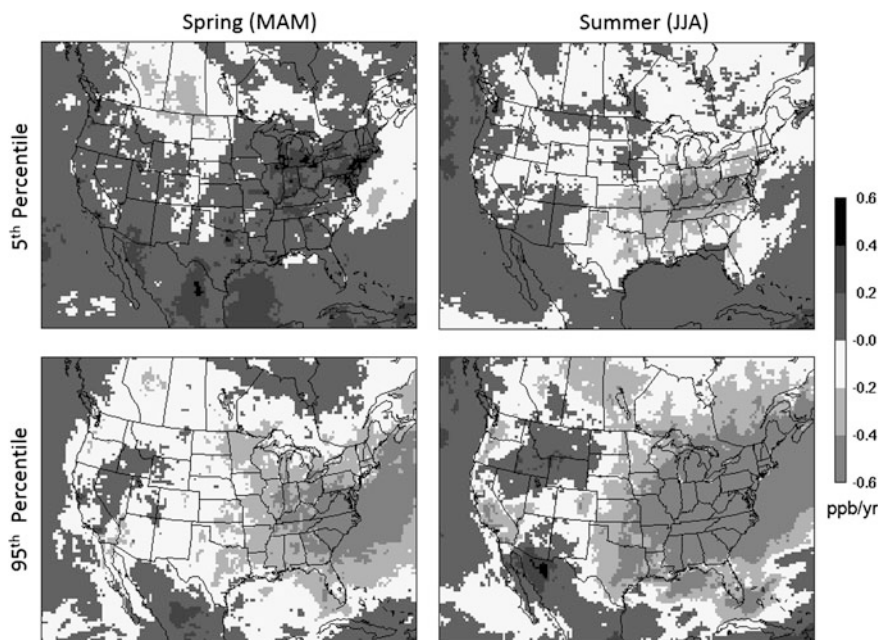 Spring (MAM)
Summer (JJA)
5th Percentile
95th Percentile
0.6
0.4
0.2
-0.0
-0.2
-0.4
-0.6
ppb/yr